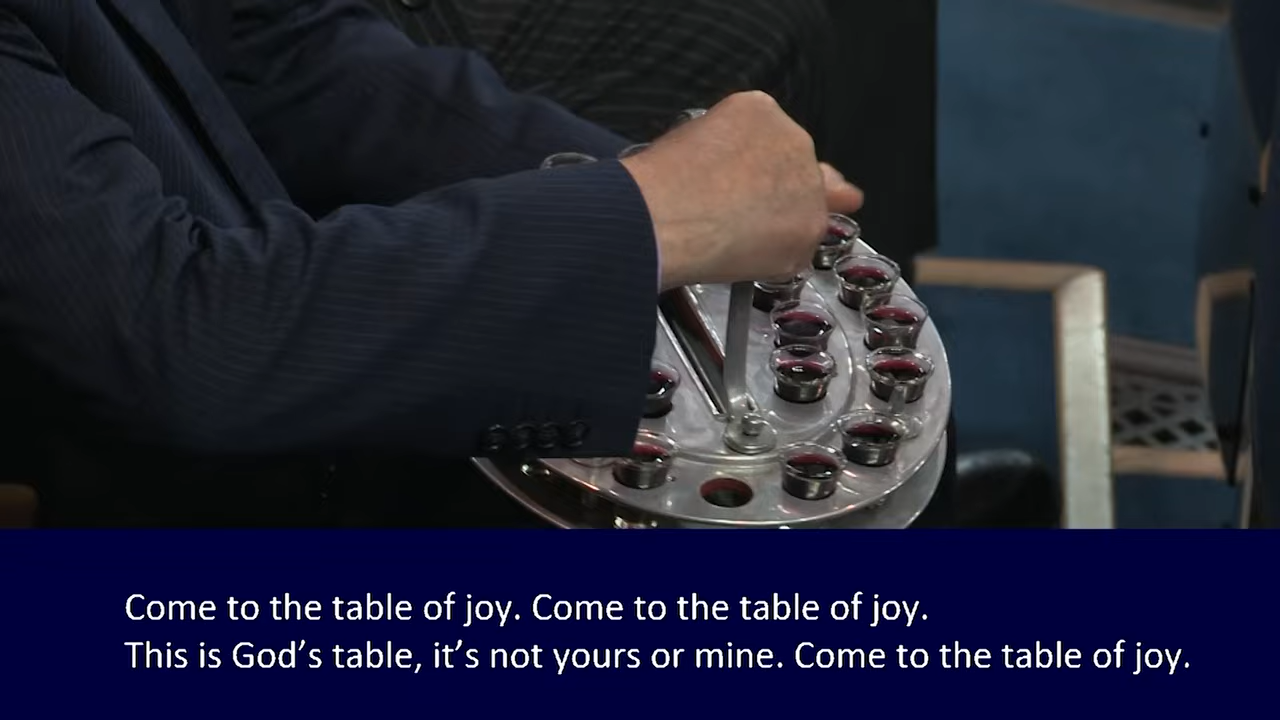 Come to the table of joy. Come to the table of joy.
This is God's table, it's not yours or mine. Come to the table of joy.